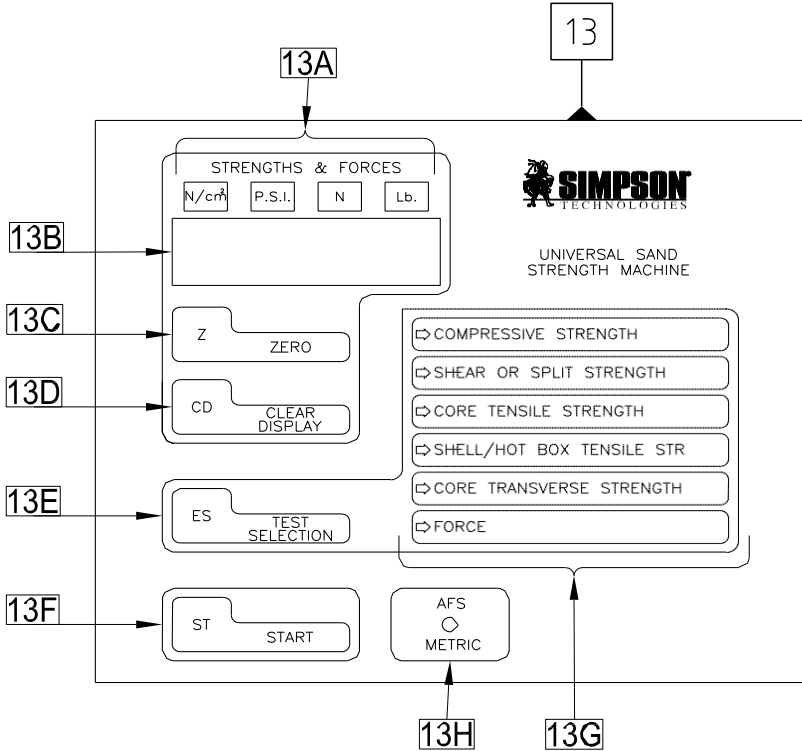 13
13A
STRENGTHS & FORCES
N/cm² P.S.I. N Lb.
SIMPSON
TECHNOLOGIES
13B
UNIVERSAL SAND
STRENGTH MACHINE
13C
Z
ZERO
13D
CD
CLEAR
DISPLAY
⇨COMPRESSIVE STRENGTH
⇨SHEAR OR SPLIT STRENGTH
⇨CORE TENSILE STRENGTH
⇨SHELL/HOT BOX TENSILE STR
⇨CORE TRANSVERSE STRENGTH
⇨FORCE
13E
ES
TEST
SELECTION
13F
ST
START
AFS
METRIC
13H
13G